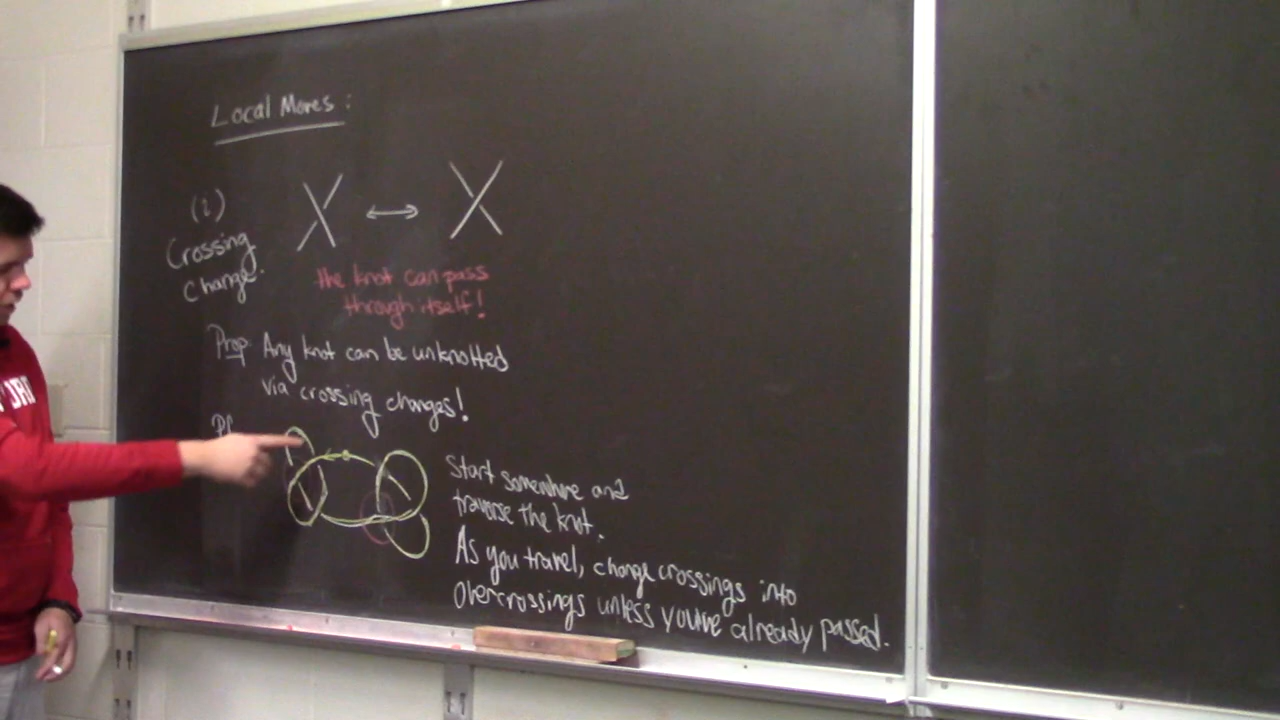 Local Moves:
(i)
Crossing
Change.
the knot can pass
through itself!
Prop: Any knot can be unknotted
via crossing changes!
Pf
Start somewhere and
traverse the knot.
As you travel, change crossings into
Overcrossings unless you've already passed.